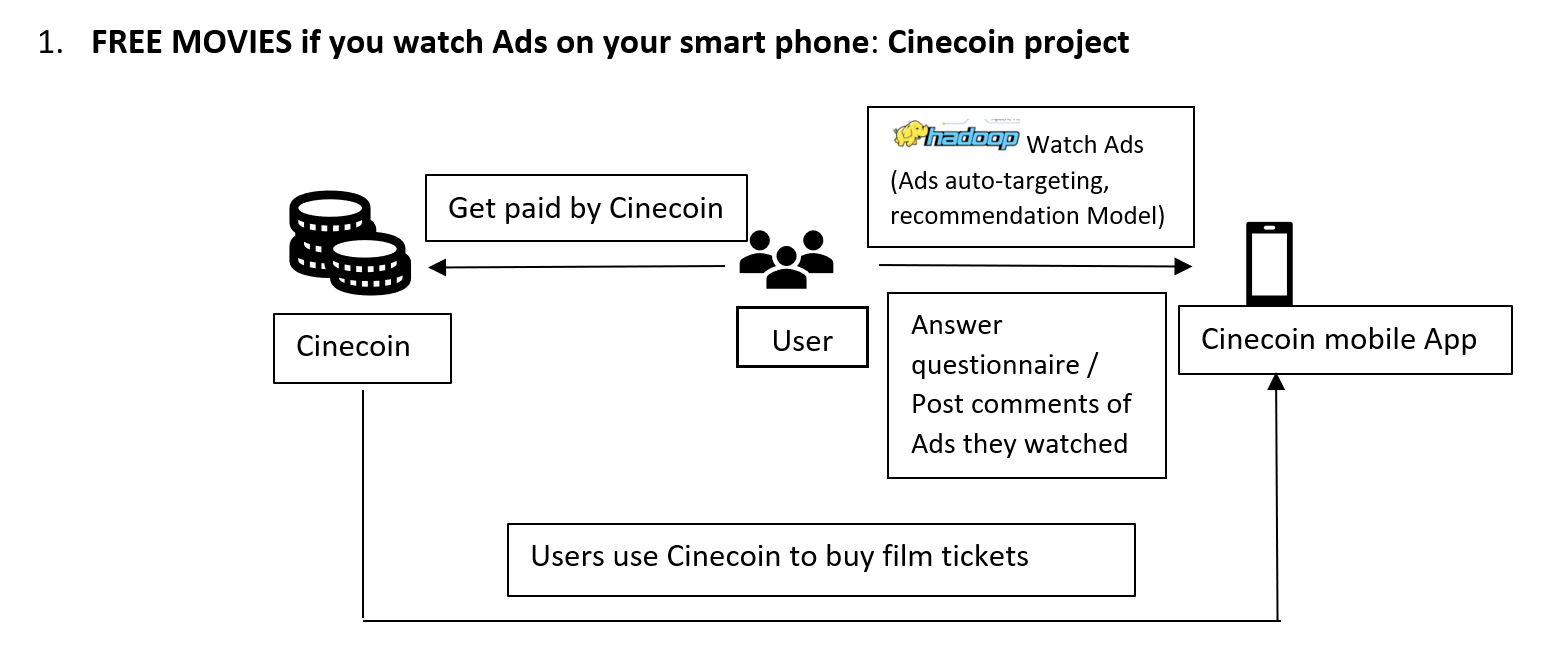 1. FREE MOVIES if you watch Ads on your smart phone: Cinecoin project
hadoop Watch Ads
(Ads auto-targeting,
recommendation Model)
Get paid by Cinecoin
Cinecoin
User
Answer
questionnaire /
Post comments of
Ads they watched
Cinecoin mobile App
Users use Cinecoin to buy film tickets